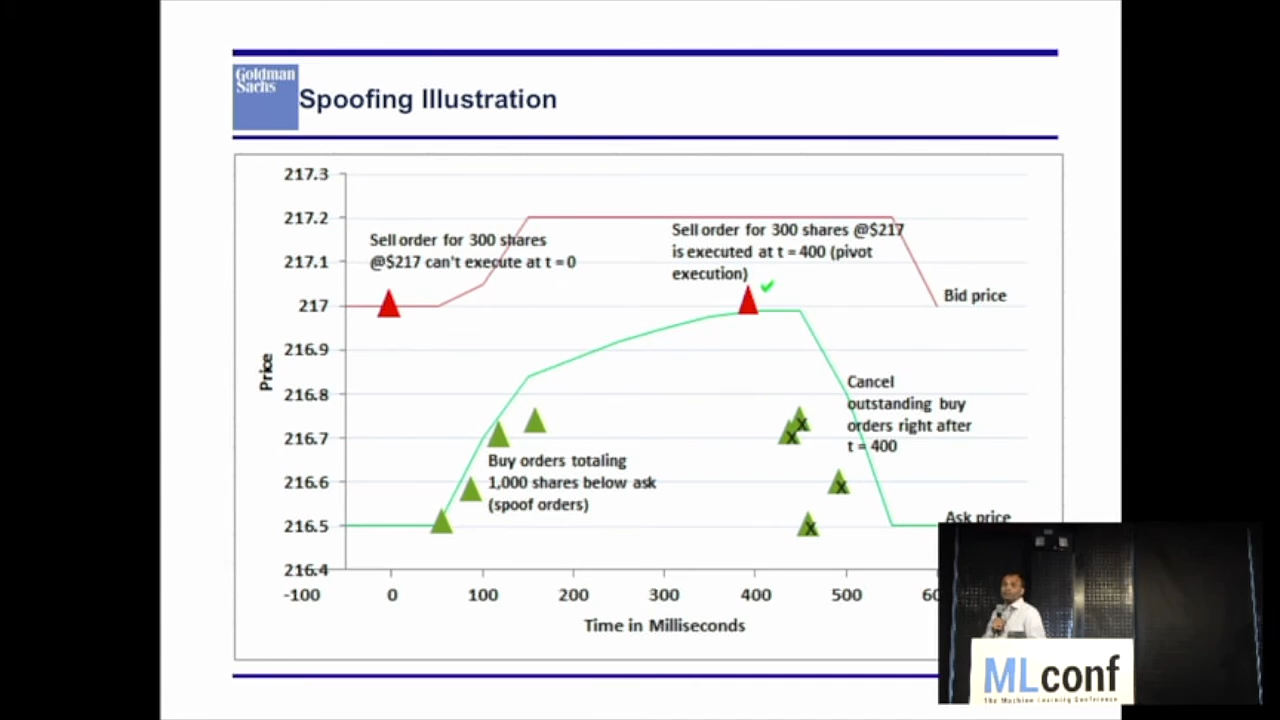 Goldman
Sachs
Spoofing Illustration
217.3
217.2
217.1
217
216.9
216.8
216.7
216.6
216.5
216.4
Price
Sell order for 300 shares
@$217 can't execute at t = 0
Sell order for 300 shares @$217
is executed at t = 400 (pivot
execution)
Bid price
Cancel
outstanding buy
orders right after
t = 400
Buy orders totaling
1,000 shares below ask
(spoof orders)
X
X
X
X
Ask price
-100 0 100 200 300 400 500
Time in Milliseconds
MLconf
The Machine Learning Conference